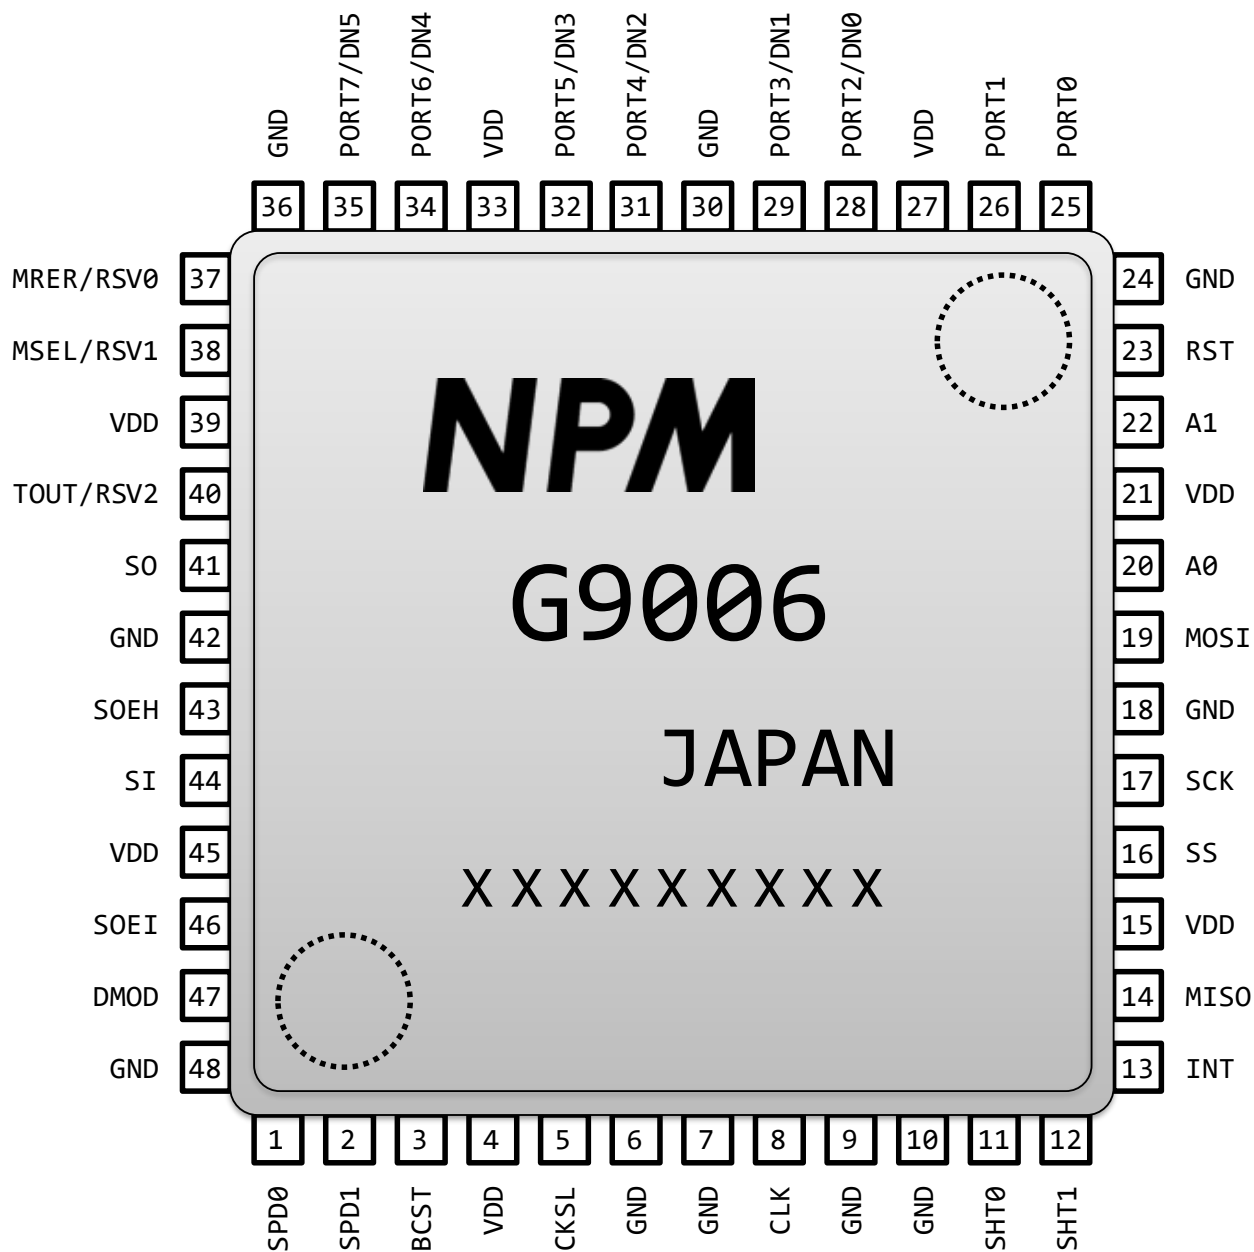 GND PORT7/DN5 PORT6/DN4 VDD PORT5/DN3 PORT4/DN2 GND PORT3/DN1 PORT2/DN0 VDD PORT1 PORT0
36 35 34 33 32 31 30 29 28 27 26 25
MRER/RSV0 37 24 GND
MSEL/RSV1 38 23 RST
NPM
VDD 39 22 A1
TOUT/RSV2 40 21 VDD
SO 41 20 A0
G9006
GND 42 19 MOSI
SOEH 43 18 GND
JAPAN
SI 44 17 SCK
VDD 45 16 SS
XXXXXXXXX
SOEI 46 15 VDD
DMOD 47 14 MISO
GND 48 13 INT
1 2 3 4 5 6 7 8 9 10 11 12
SPD0 SPD1 BCST VDD CKSL GND GND CLK GND GND SHT0 SHT1